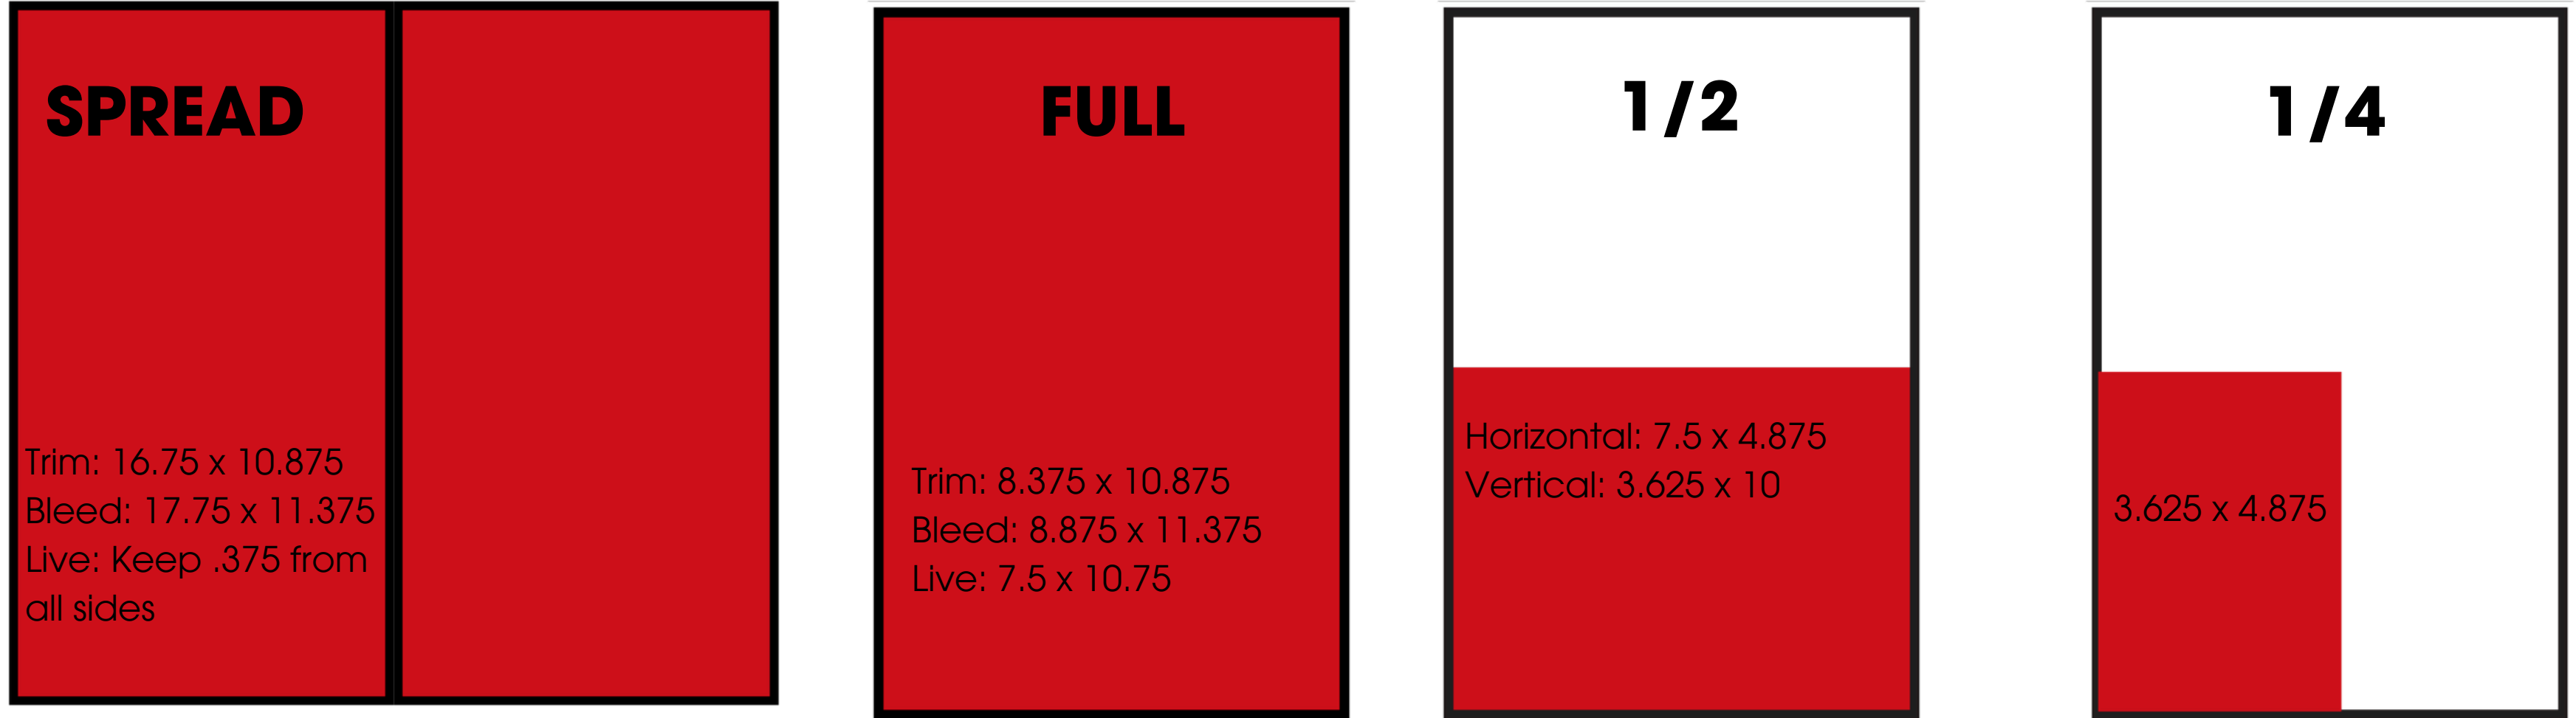 SPREAD
Trim: 16.75 x 10.875
Bleed: 17.75 x 11.375
Live: Keep .375 from
all sides
FULL
Trim: 8.375 x 10.875
Bleed: 8.875 x 11.375
Live: 7.5 x 10.75
1/2
Horizontal: 7.5 x 4.875
Vertical: 3.625 x 10
1/4
3.625 x 4.875